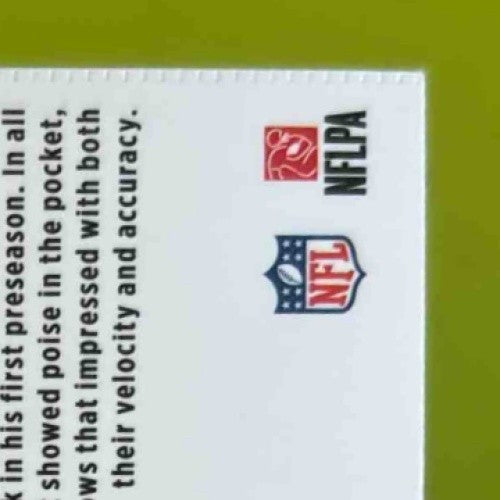 in his first preseason. In all
showed poise in the pocket,
that impressed with both
their velocity and accuracy.
NFL
NFLPA